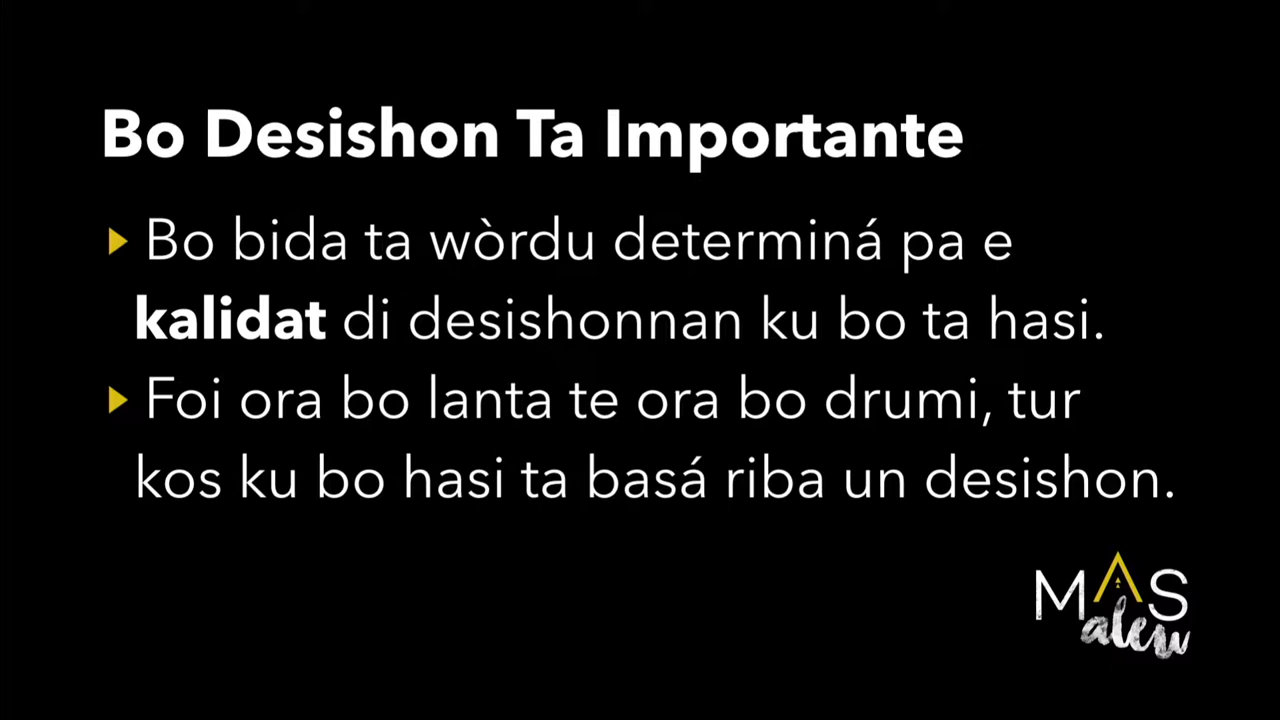 Bo Desishon Ta Importante
Bo bida ta wòrdu determiná pa e
kalidat di desishonnan ku bo ta hasi.
Foi ora bo lanta te ora bo drumi, tur
kos ku bo hasi ta basá riba un desishon.
MAS
alew